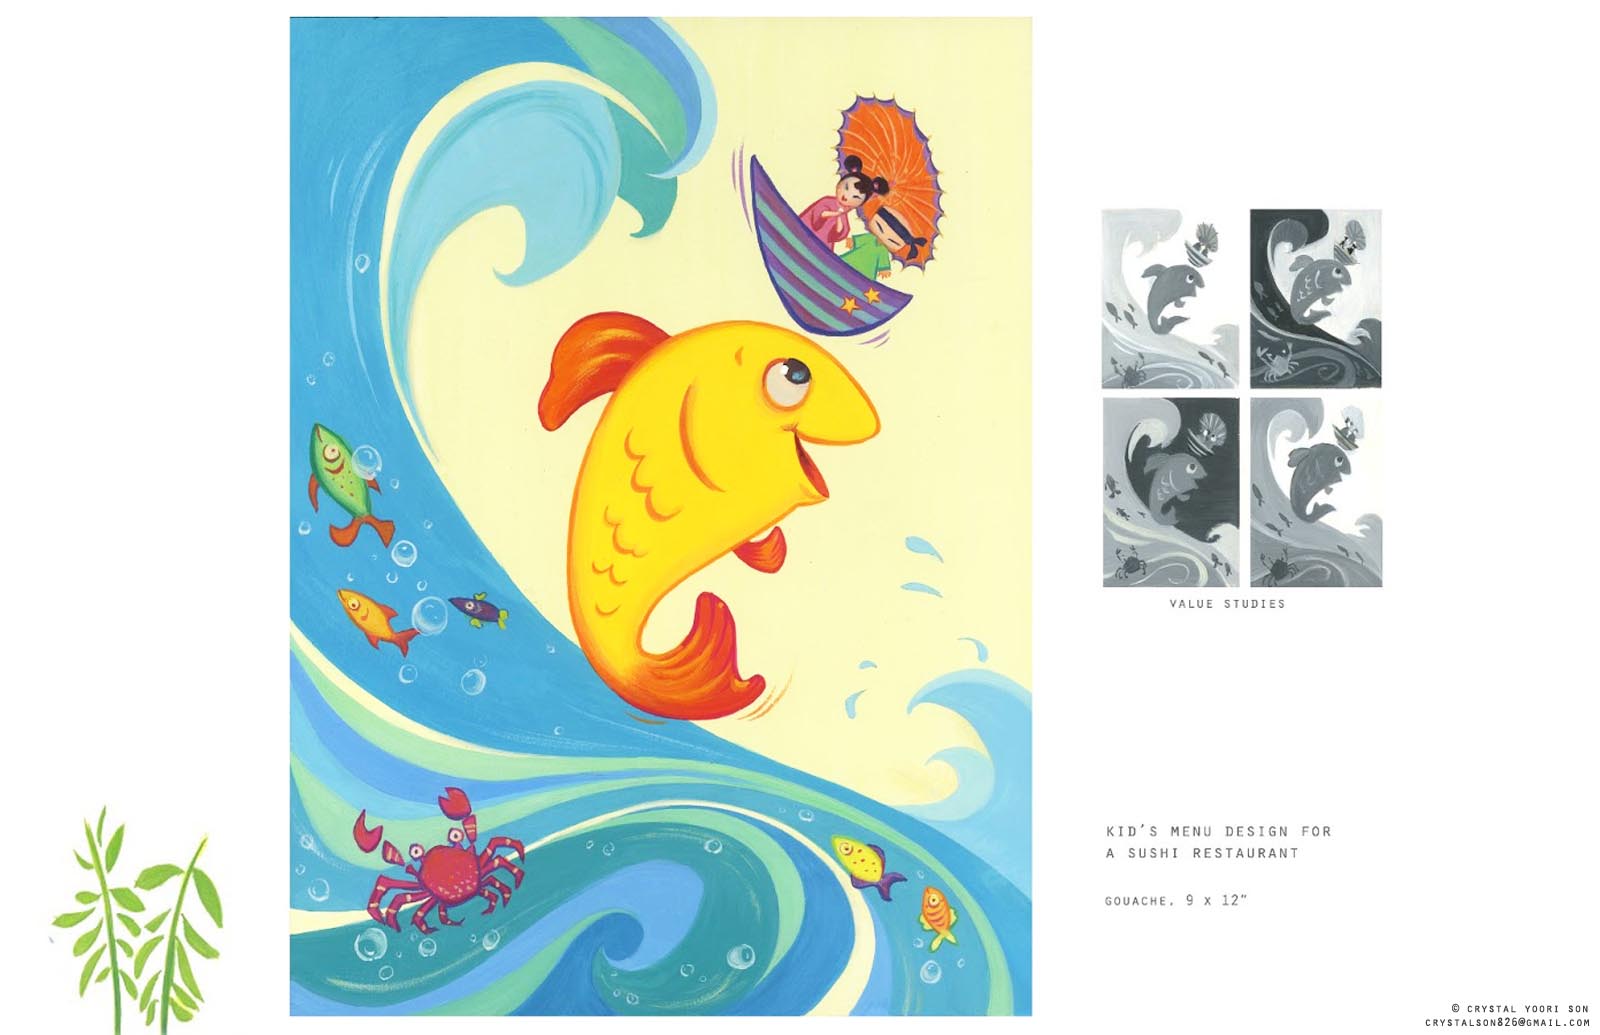 VALUE STUDIES
KID'S MENU DESIGN FOR
A SUSHI RESTAURANT
GOUACHE, 9 x 12"
© CRYSTAL YOORI SON
CRYSTALSON826@GMAIL.COM